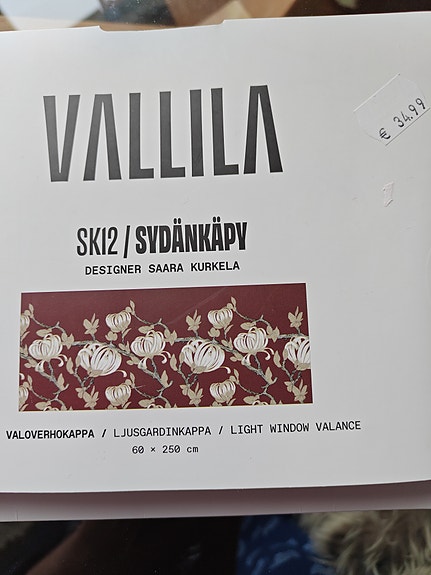 VALLILA
€ 34.99
SK12 / SYDÄNKÄPY
DESIGNER SAARA KURKELA
VALOVERHOKAPPA / LJUSGARDINKAPPA / LIGHT WINDOW VALANCE
60 × 250 cm